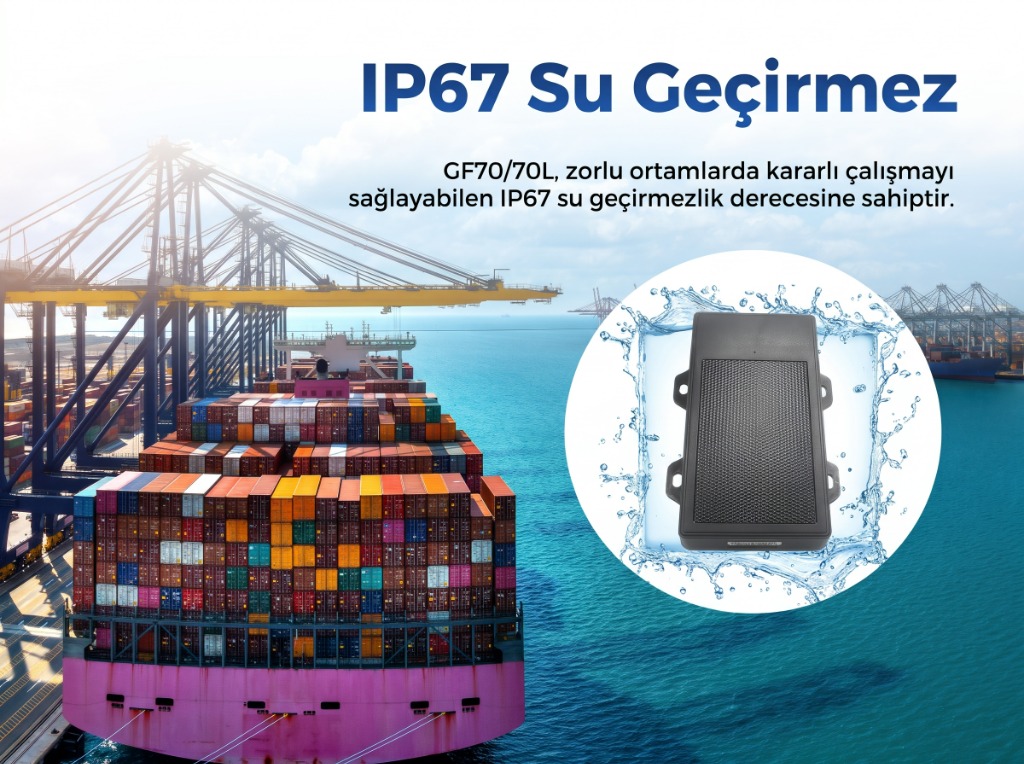 IP67 Su Geçirmez
GF70/70L, zorlu ortamlarda kararlı çalışmayı
sağlayabilen IP67 su geçirmezlik derecesine sahiptir.